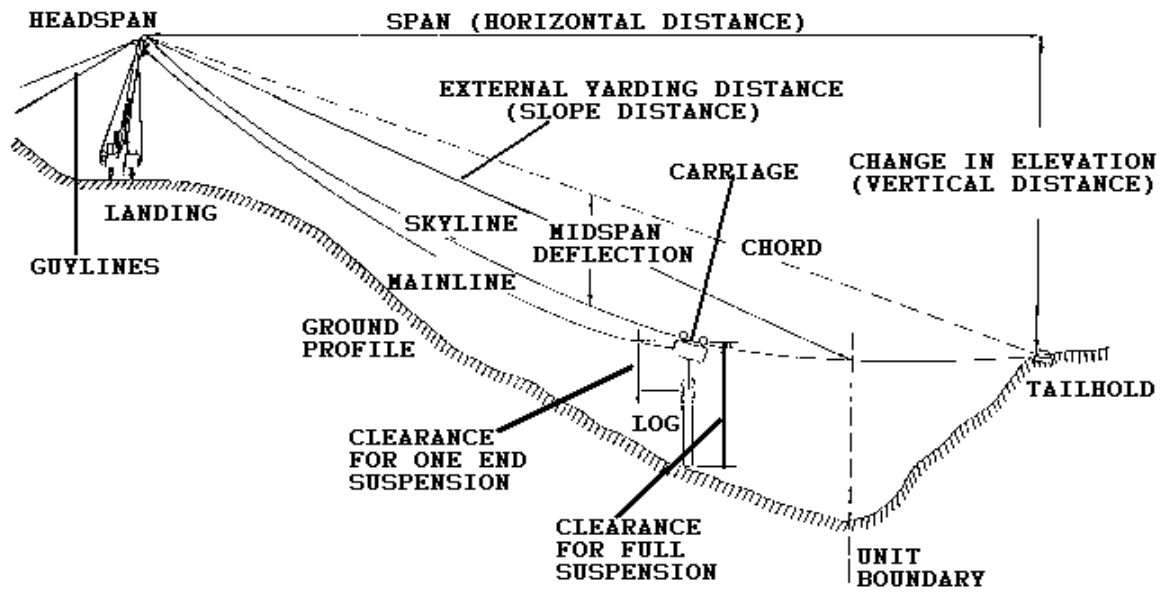 HEADSPAN
SPAN (HORIZONTAL DISTANCE)
EXTERNAL YARDING DISTANCE
(SLOPE DISTANCE)
CARRIAGE
CHANGE IN ELEVATION
(VERTICAL DISTANCE)
LANDING
SKYLINE
MIDSPAN
DEFLECTION
CHORD
GUYLINES
MAINLINE
GROUND
PROFILE
TAILHOLD
LOG
CLEARANCE
FOR ONE END
SUSPENSION
CLEARANCE
FOR FULL
SUSPENSION
UNIT
BOUNDARY